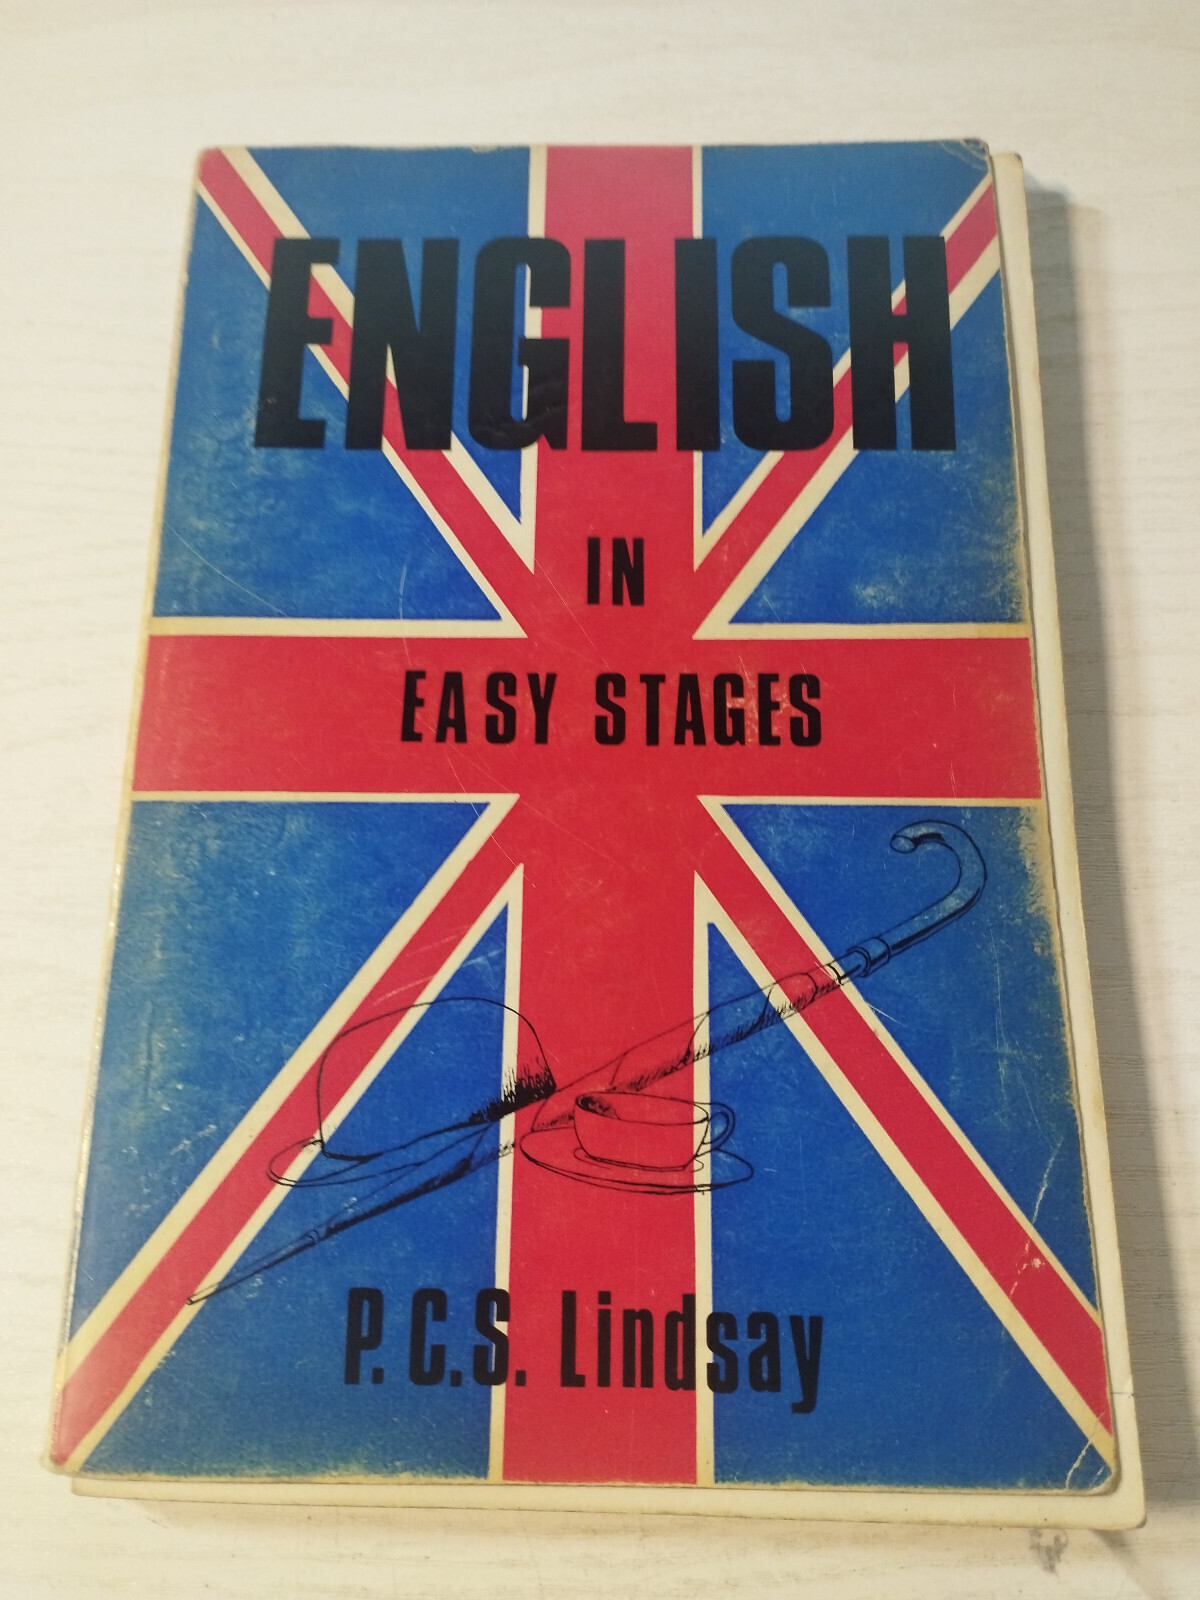 ENGLISH
IN
EASY STAGES
P.C.S. Lindsay